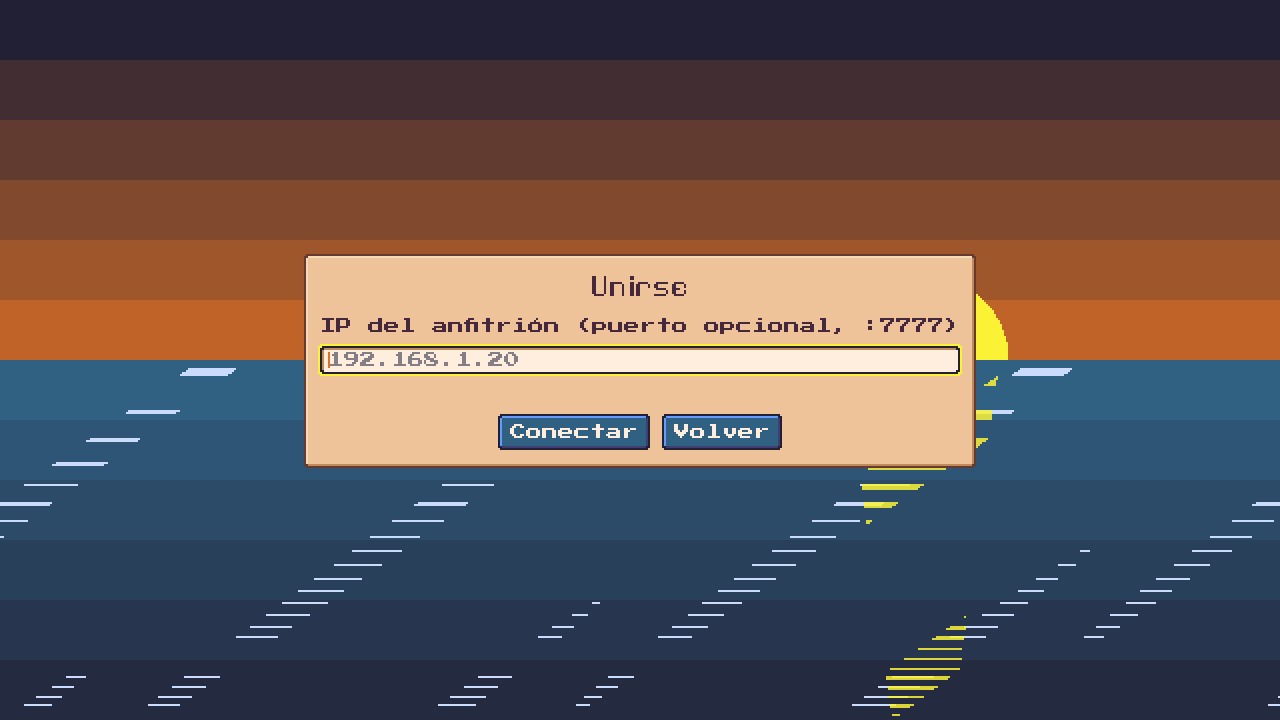 Unirse
IP del anfitrión (puerto opcional, :7777)
192.168.1.20
Conectar Volver